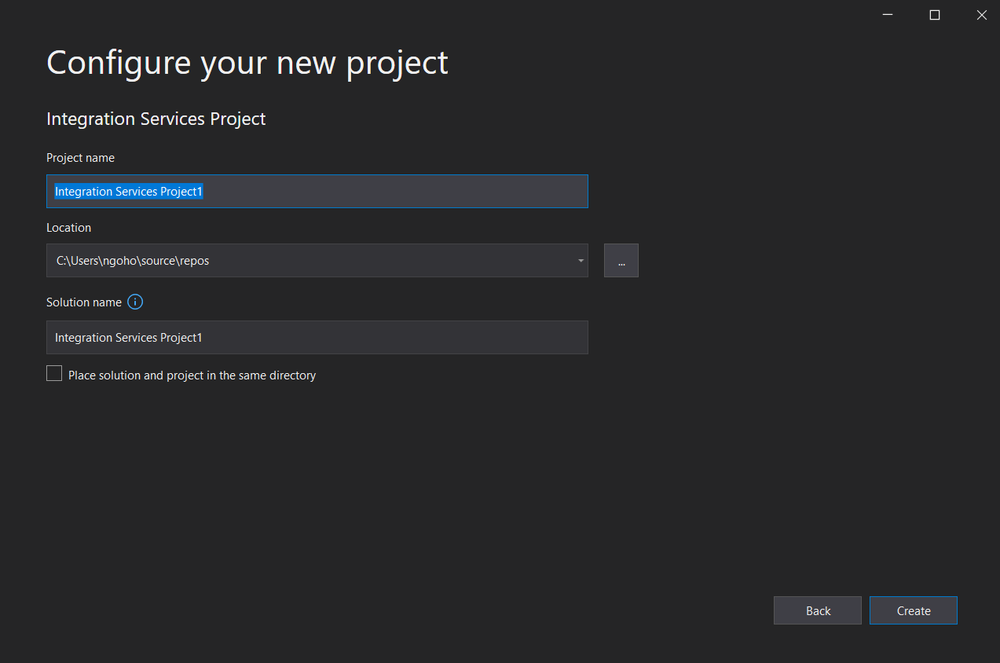 Configure your new project
Integration Services Project
Project name
Integration Services Project1
Location
C:\Users\ngoho\source\repos
...
Solution name
Integration Services Project1
Place solution and project in the same directory
Back
Create